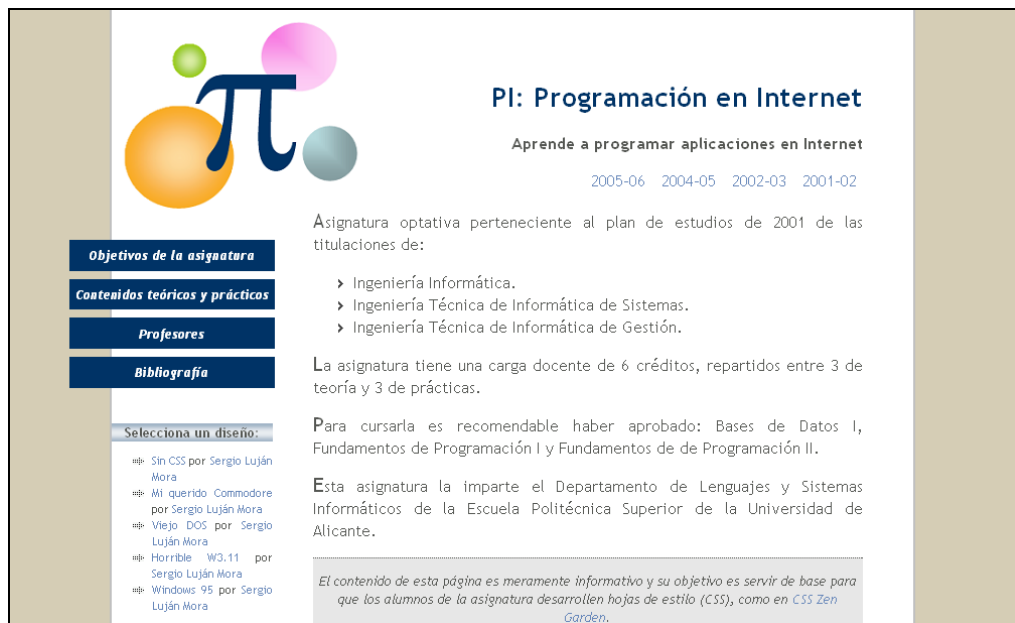 π
PI: Programación en Internet
Aprende a programar aplicaciones en Internet
2005-06 2004-05 2002-03 2001-02
Objetivos de la asignatura
Contenidos teóricos y prácticos
Profesores
Bibliografía
Selecciona un diseño:
Sin CSS por Sergio Luján
Mora
Mi querido Commodore
por Sergio Luján Mora
Viejo DOS por Sergio
Luján Mora
Horrible W3.11 por
Sergio Luján Mora
Windows 95 por Sergio
Luján Mora
Asignatura optativa perteneciente al plan de estudios de 2001 de las
titulaciones de:
Ingeniería Informática.
Ingeniería Técnica de Informática de Sistemas.
Ingeniería Técnica de Informática de Gestión.
La asignatura tiene una carga docente de 6 créditos, repartidos entre 3 de
teoría y 3 de prácticas.
Para cursarla es recomendable haber aprobado: Bases de Datos I,
Fundamentos de Programación I y Fundamentos de de Programación II.
Esta asignatura la imparte el Departamento de Lenguajes y Sistemas
Informáticos de la Escuela Politécnica Superior de la Universidad de
Alicante.
El contenido de esta página es meramente informativo y su objetivo es servir de base para
que los alumnos de la asignatura desarrollen hojas de estilo (CSS), como en CSS Zen
Garden.